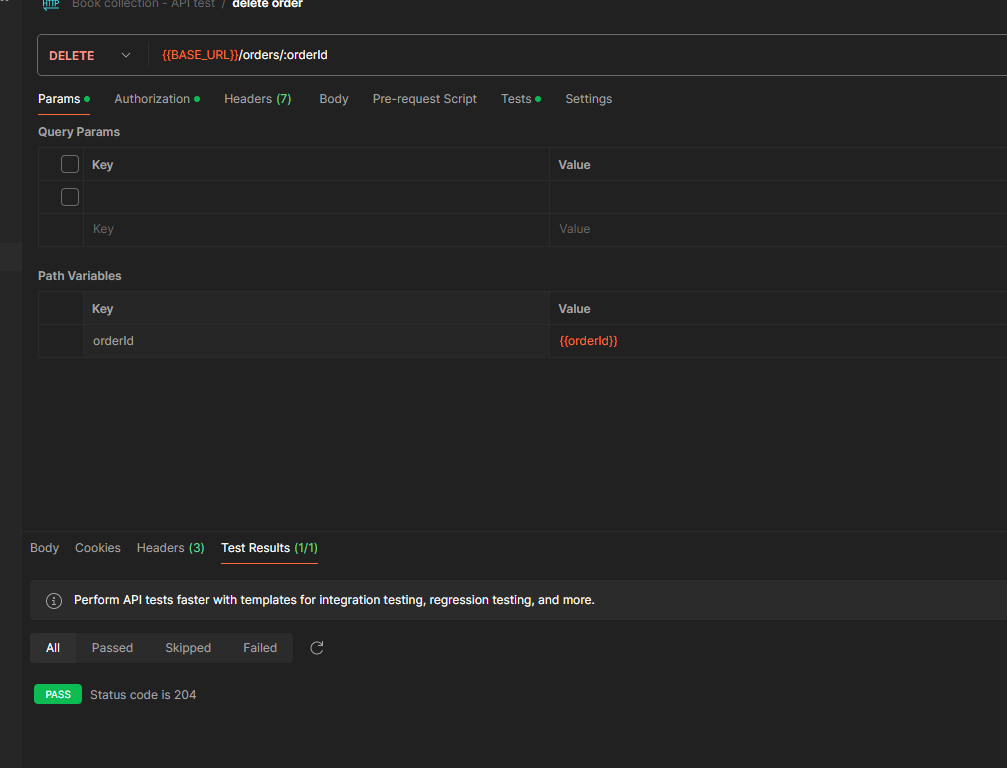 HTTP Book collection - API test / delete order
DELETE {{BASE_URL}}/orders/:orderId
Params Authorization Headers (7) Body Pre-request Script Tests Settings
Query Params
Key Value
Key Value
Path Variables
Key Value
orderId {{orderId}}
Body Cookies Headers (3) Test Results (1/1)
Perform API tests faster with templates for integration testing, regression testing, and more.
All Passed Skipped Failed
PASS Status code is 204